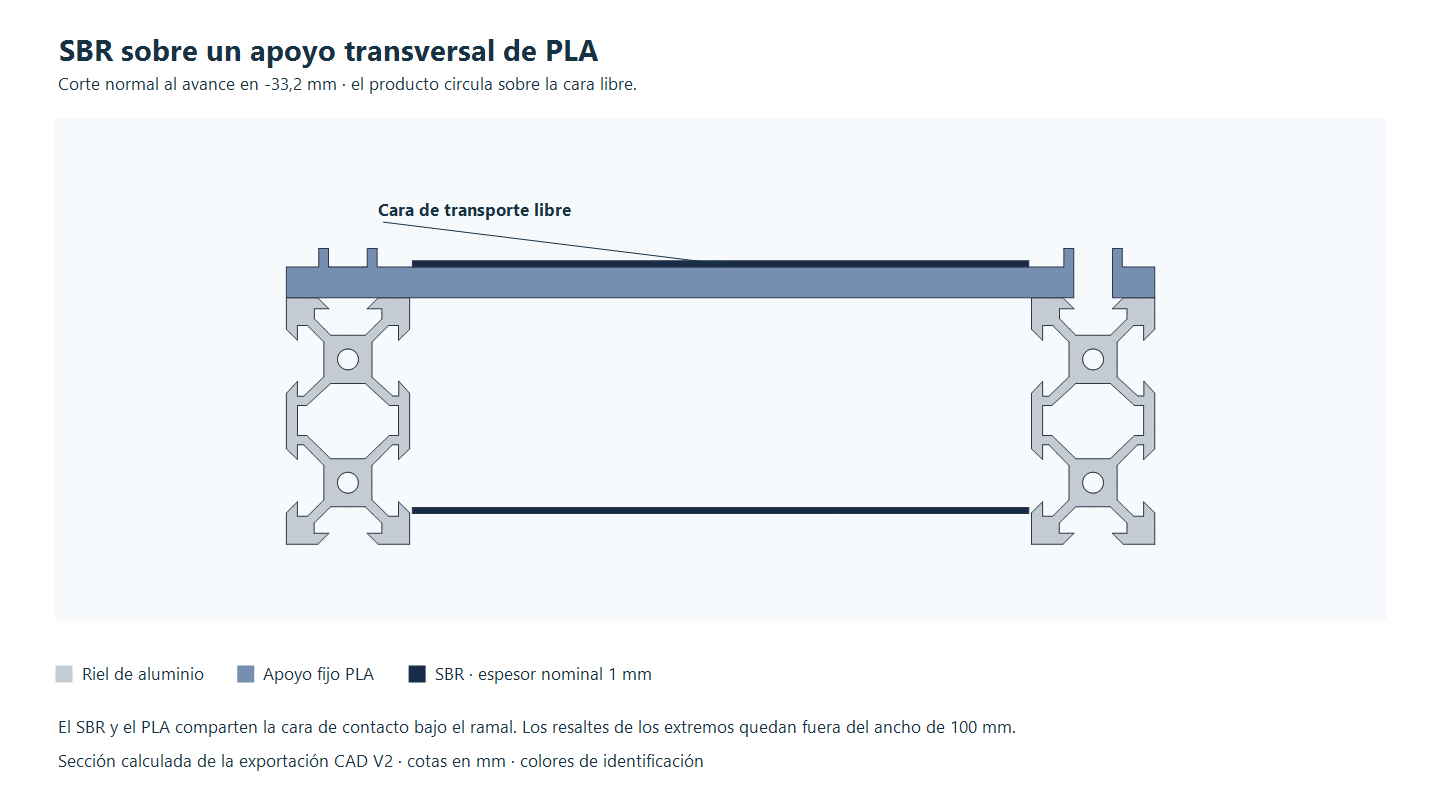 SBR sobre un apoyo transversal de PLA
Corte normal al avance en -33,2 mm · el producto circula sobre la cara libre.
Cara de transporte libre
Riel de aluminio
Apoyo fijo PLA
SBR · espesor nominal 1 mm
El SBR y el PLA comparten la cara de contacto bajo el ramal. Los resaltes de los extremos quedan fuera del ancho de 100 mm.
Sección calculada de la exportación CAD V2 · cotas en mm · colores de identificación